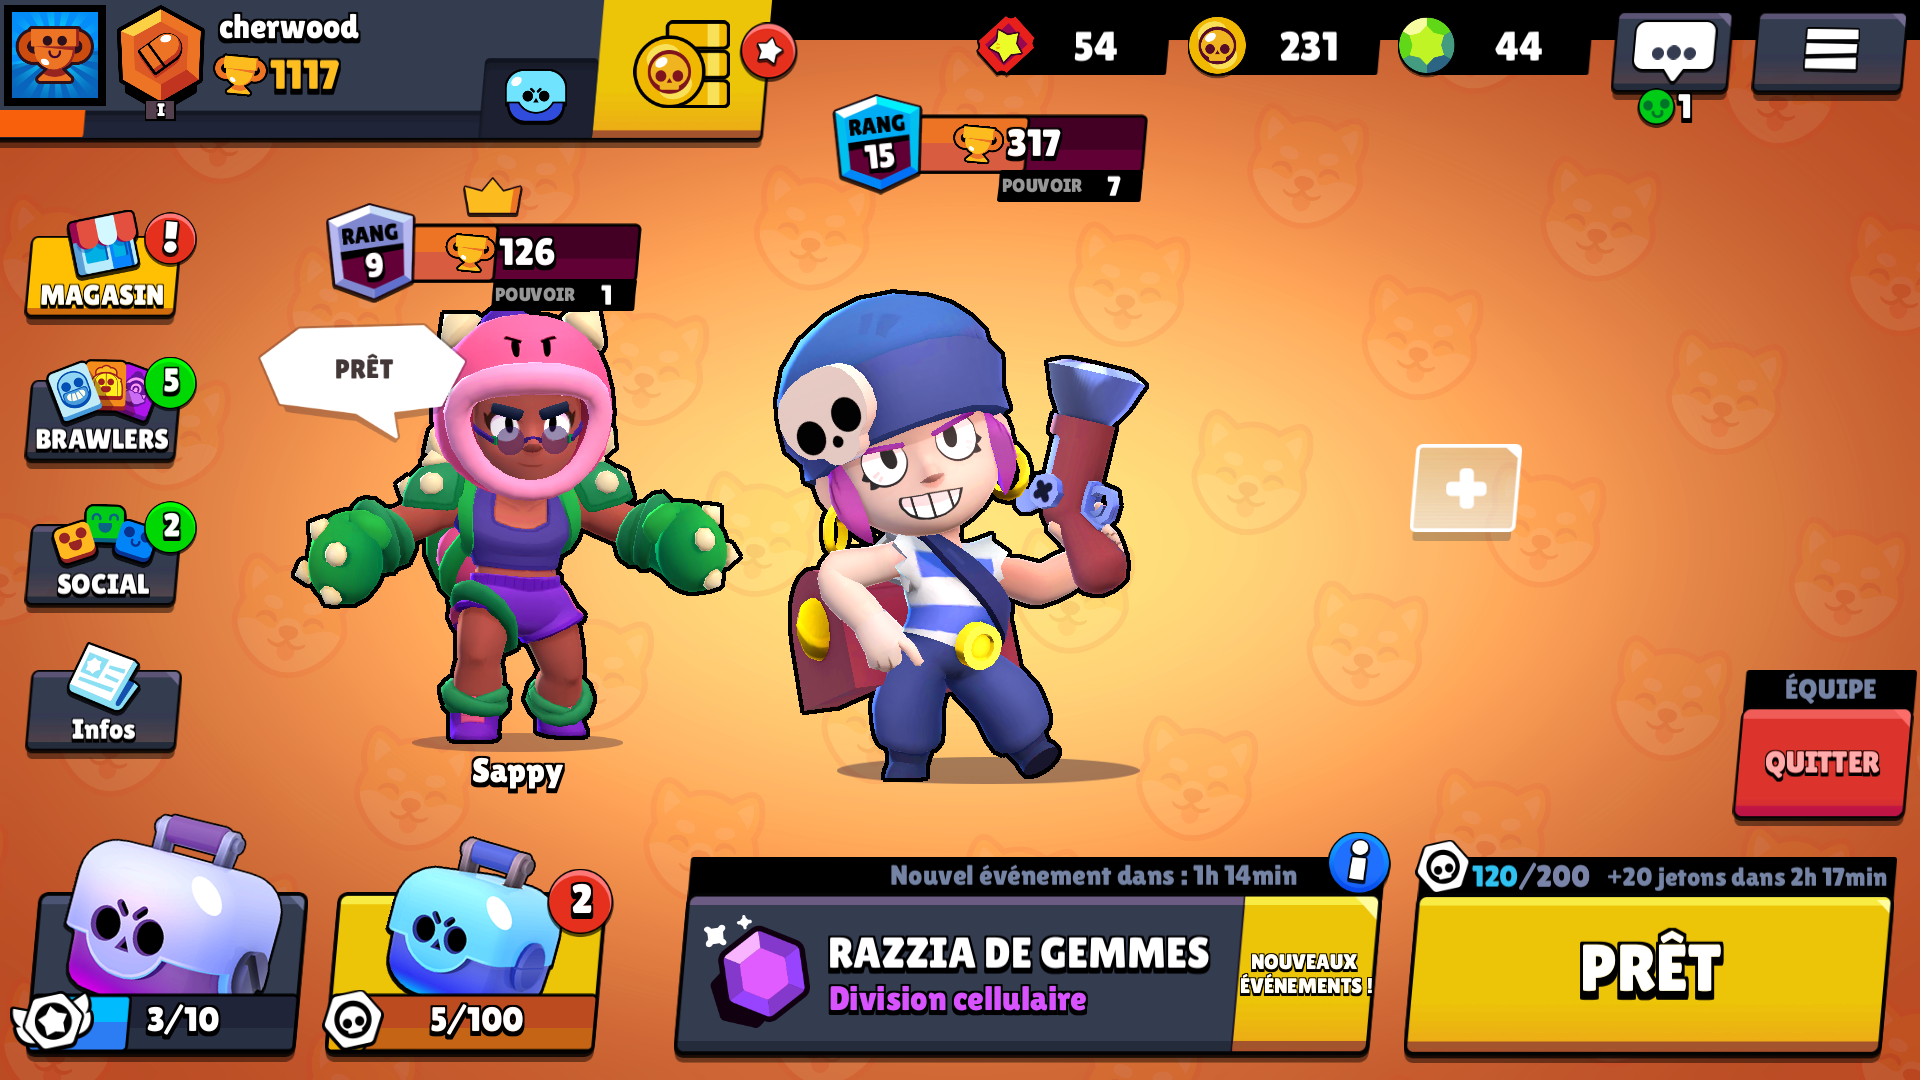 cherwood
1117
I
54
231
44
1
RANG
15
317
POUVOIR 7
RANG
9
126
POUVOIR 1
MAGASIN
!
PRÊT
BRAWLERS
5
SOCIAL
2
Infos
Sappy
ÉQUIPE
QUITTER
3/10
5/100
2
Nouvel événement dans : 1h 14min
i
RAZZIA DE GEMMES
Division cellulaire
NOUVEAUX
ÉVÉNEMENTS !
120/200 +20 jetons dans 2h 17min
PRÊT